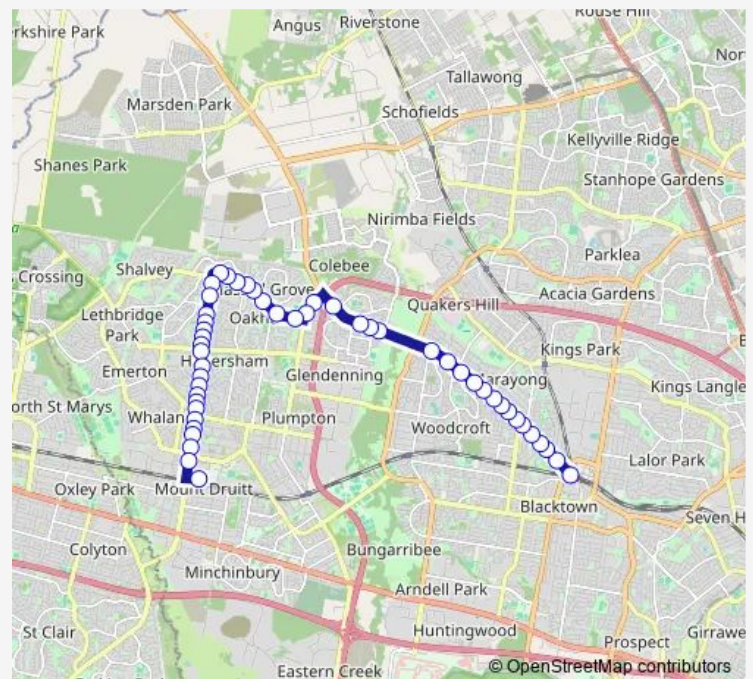 Rouse Hill
Angus
Riverstone
rkshire Park
Nor
Tallawong
Marsden Park
Schofields
Kellyville Ridge
Shanes Park
Stanhope Gardens
Nirimba Fields
Parklea
Crossing
Shalvey
Colebee
Acacia Gardens
Grove
Quakers Hill
Lethbridge
Park
Oakh
Kings Park
H ersham
Emerton
Glendenning
arayong
Kings Langle
orth St Marys
Whalan
Plumpton
Woodcroft
Lalor Park
Oxley Park
Mount Druitt
Blacktown
Seven H
Colyton
Bungarribee
Minchinbury
Arndell Park
St Clair
Huntingwood
Prospect
Girrawe
Eastern Creek
© OpenStreetMap contributors